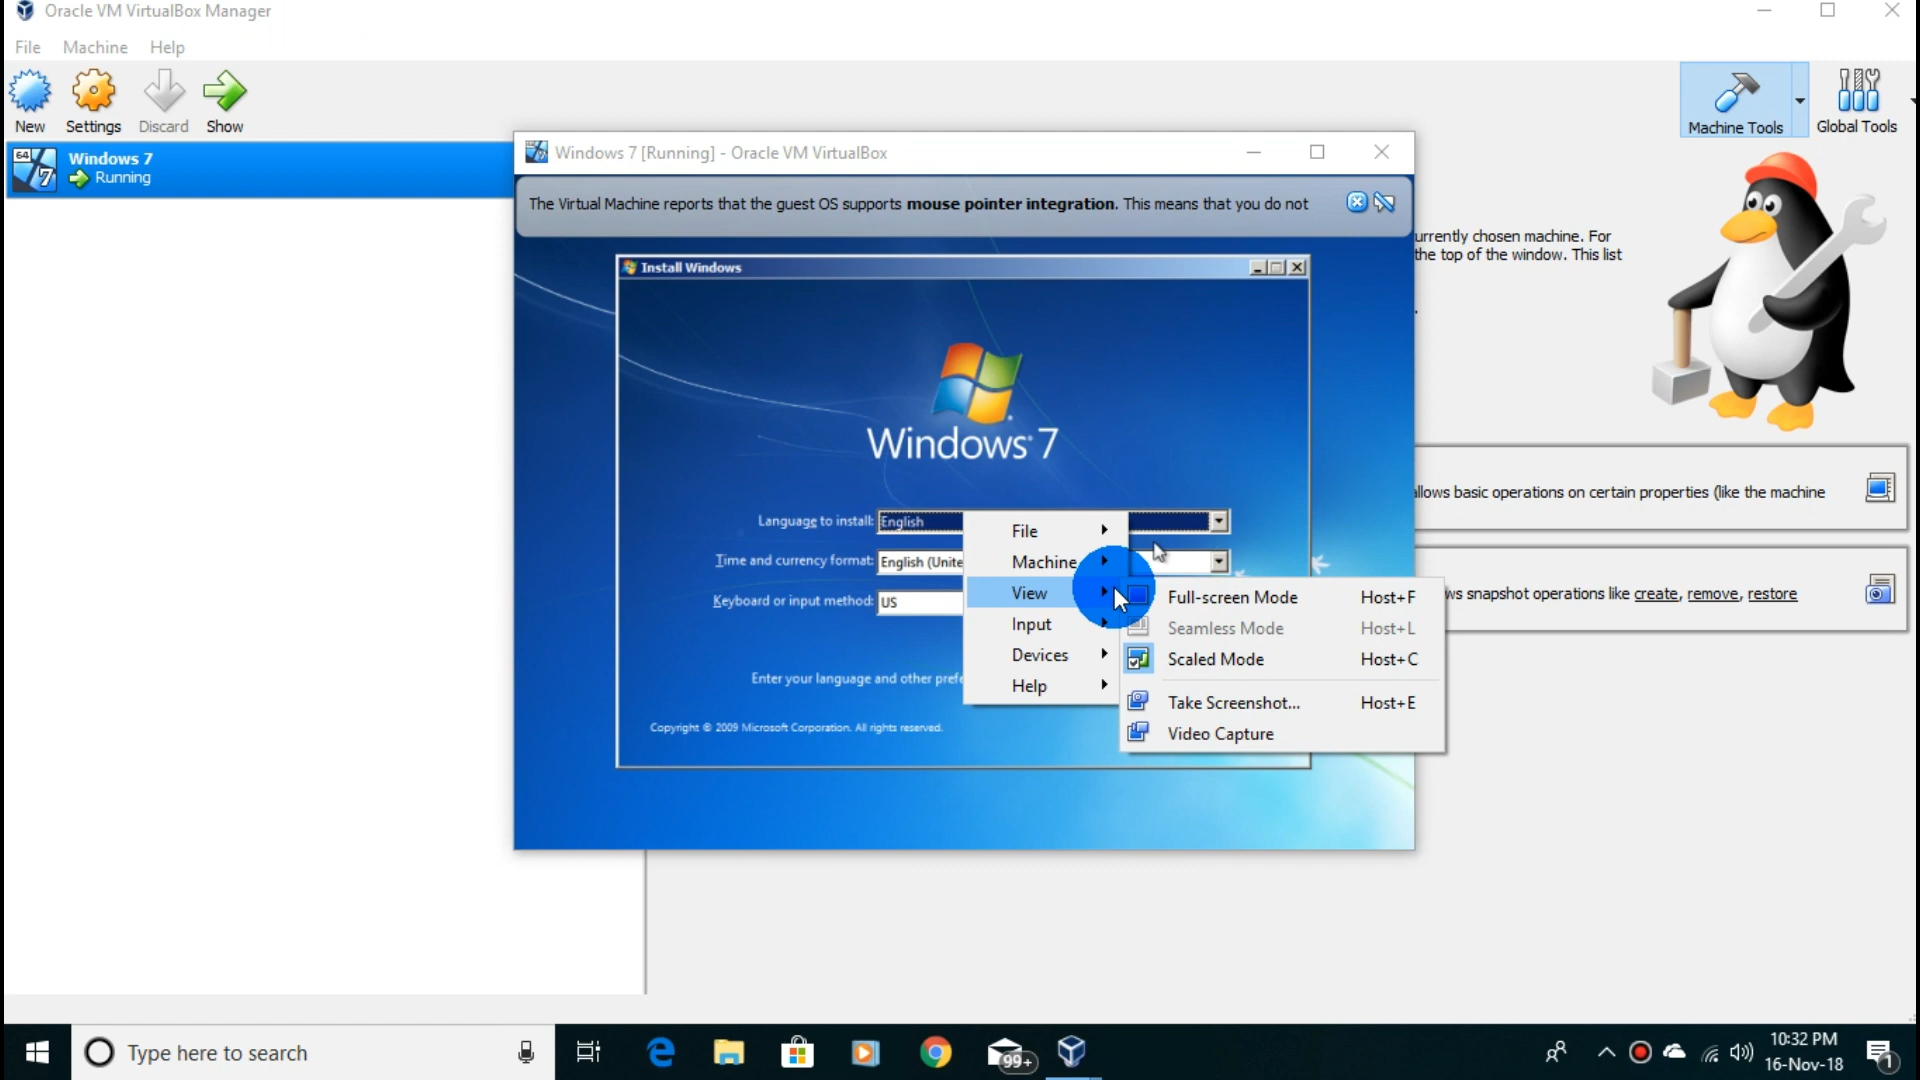 Oracle VM VirtualBox Manager
File Machine Help
New Settings Discard Show
Machine Tools Global Tools
64
7
Windows 7
Running
Windows 7 [Running] - Oracle VM VirtualBox
The Virtual Machine reports that the guest OS supports mouse pointer integration. This means that you do not
urrently chosen machine. For
the top of the window. This list
.
Install Windows
Windows 7
Language to install: English
Time and currency format: English (Unite
Keyboard or input method: US
Enter your language and other prefe
Copyright © 2009 Microsoft Corporation. All rights reserved.
File
Machine
View
Input
Devices
Help
Full-screen Mode Host+F
Seamless Mode Host+L
Scaled Mode Host+C
Take Screenshot... Host+E
Video Capture
llows basic operations on certain properties (like the machine
ws snapshot operations like create, remove, restore
Type here to search
99+
10:32 PM
16-Nov-18
1